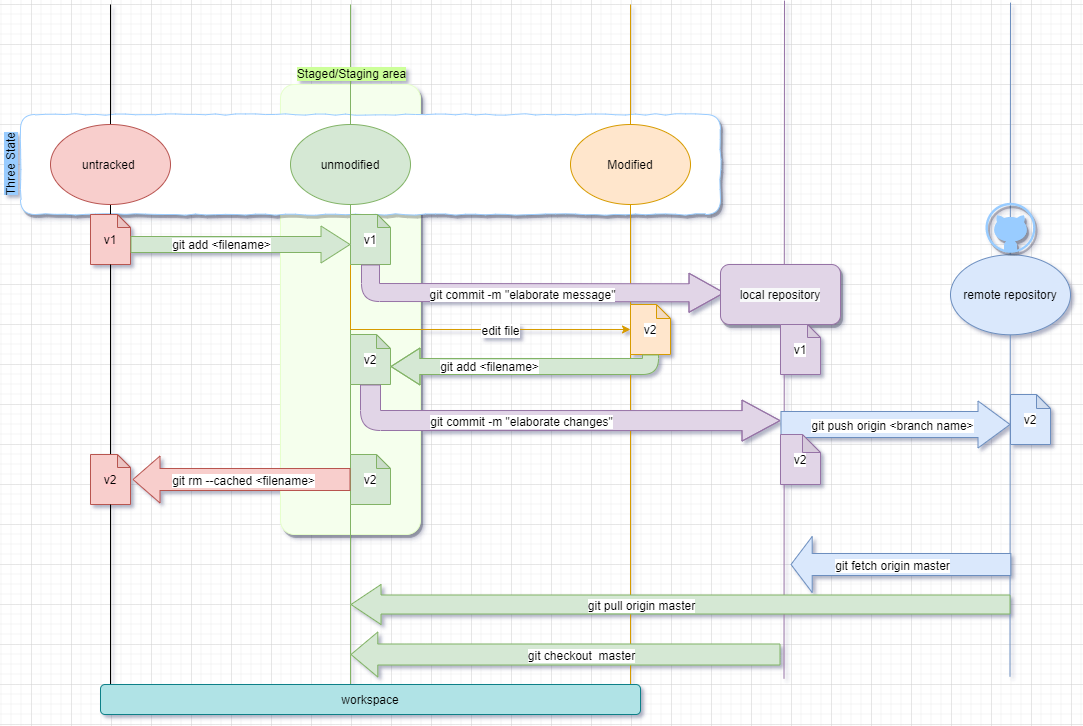 Staged/Staging area
Three State
untracked
unmodified
Modified
v1
git add <filename>
v1
git commit -m "elaborate message"
local repository
remote repository
edit file
v2
v1
v2
git add <filename>
git commit -m "elaborate changes"
git push origin <branch name>
v2
v2
v2
git rm --cached <filename>
v2
git fetch origin master
git pull origin master
git checkout  master
workspace